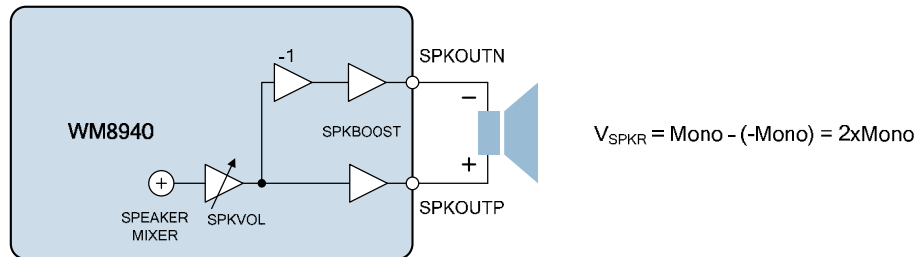 -1
SPKOUTN
WM8940
SPKBOOST
−
V_SPKR = Mono - (-Mono) = 2xMono
+
+
SPEAKER
MIXER
SPKVOL
SPKOUTP